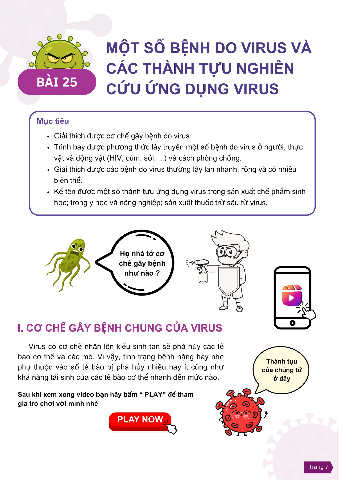 BÀI 25
MỘT SỐ BỆNH DO VIRUS VÀ
CÁC THÀNH TỰU NGHIÊN
CỨU ỨNG DỤNG VIRUS
Mục tiêu
Giải thích được cơ chế gây bệnh do virus.
Trình bày được phương thức lây truyền một số bệnh do virus ở người, thực
vật và động vật (HIV, cúm, sởi, ...) và cách phòng chống.
Giải thích được các bệnh do virus thường lây lan nhanh, rộng và có nhiều
biến thể.
Kể tên được một số thành tựu ứng dụng virus trong sản xuất chế phẩm sinh
học; trong y học và nông nghiệp; sản xuất thuốc trừ sâu từ virus.
Họ nhà tớ cơ
chế gây bệnh
như nào ?
I. CƠ CHẾ GÂY BỆNH CHUNG CỦA VIRUS
Virus có cơ chế nhân lên kiểu sinh tan sẽ phá hủy các tế
bào cơ thể và các mô. Vì vậy, tình trạng bệnh nặng hay nhẹ
phụ thuộc vào số tế bào bị phá hủy nhiều hay ít cũng như
khả năng tái sinh của các tế bào cơ thể nhanh đến mức nào.
Thành tựu
của chúng tớ
ở đây
Sau khi xem xong video bạn hãy bấm “ PLAY” để tham
gia trò chơi với mình nhé
PLAY NOW
Trang 7